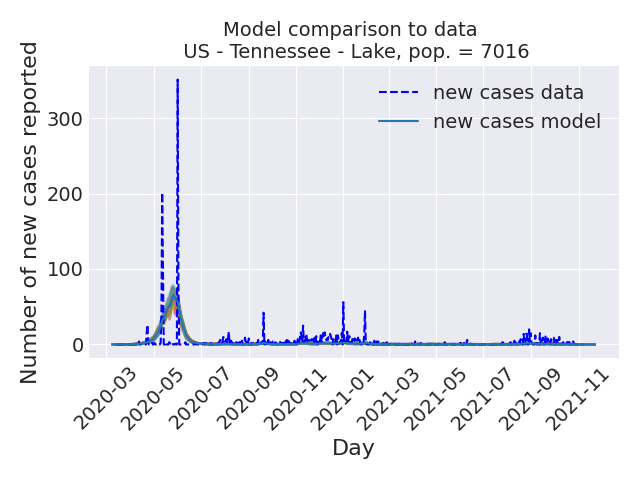 Model comparison to data
US - Tennessee - Lake, pop. = 7016
Number of new cases reported
300
200
100
0
new cases data
new cases model
2020-03
2020-05
2020-07
2020-09
2020-11
2021-01
2021-03
2021-05
2021-07
2021-09
2021-11
Day